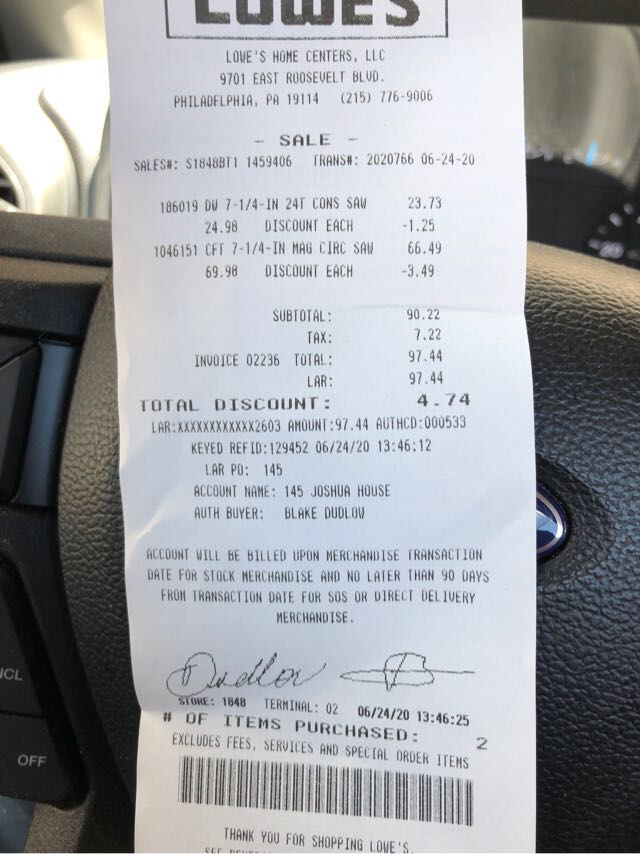 LOWE'S
LOWE'S HOME CENTERS, LLC
9701 EAST ROOSEVELT BLVD.
PHILADELPHIA, PA 19114 (215) 776-9006
- SALE -
SALES#: S1848BT1 1459406 TRANS#: 2020766 06-24-20
186019 DW 7-1/4-IN 24T CONS SAW 23.73
24.98 DISCOUNT EACH -1.25
1046151 CFT 7-1/4-IN MAG CIRC SAW 66.49
69.98 DISCOUNT EACH -3.49
SUBTOTAL: 90.22
TAX: 7.22
INVOICE 02236 TOTAL: 97.44
LAR: 97.44
TOTAL DISCOUNT: 4.74
LAR:XXXXXXXXXXXX2603 AMOUNT:97.44 AUTHCD:000533
KEYED REFID:129452 06/24/20 13:46:12
LAR PO: 145
ACCOUNT NAME: 145 JOSHUA HOUSE
AUTH BUYER: BLAKE DUDLOW
ACCOUNT WILL BE BILLED UPON MERCHANDISE TRANSACTION
DATE FOR STOCK MERCHANDISE AND NO LATER THAN 90 DAYS
FROM TRANSACTION DATE FOR SOS OR DIRECT DELIVERY
MERCHANDISE.
Dudlow
STORE: 1848 TERMINAL: 02 06/24/20 13:46:25
# OF ITEMS PURCHASED: 2
EXCLUDES FEES, SERVICES AND SPECIAL ORDER ITEMS
THANK YOU FOR SHOPPING LOWE'S.
NCL
OFF